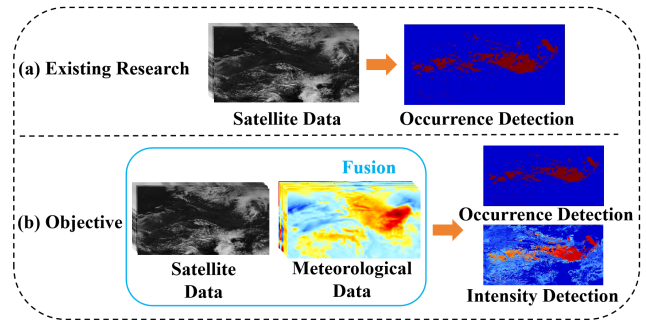 (a) Existing Research
Satellite Data
Occurrence Detection
Fusion
(b) Objective
Satellite
Data
Meteorological
Data
Occurrence Detection
Intensity Detection